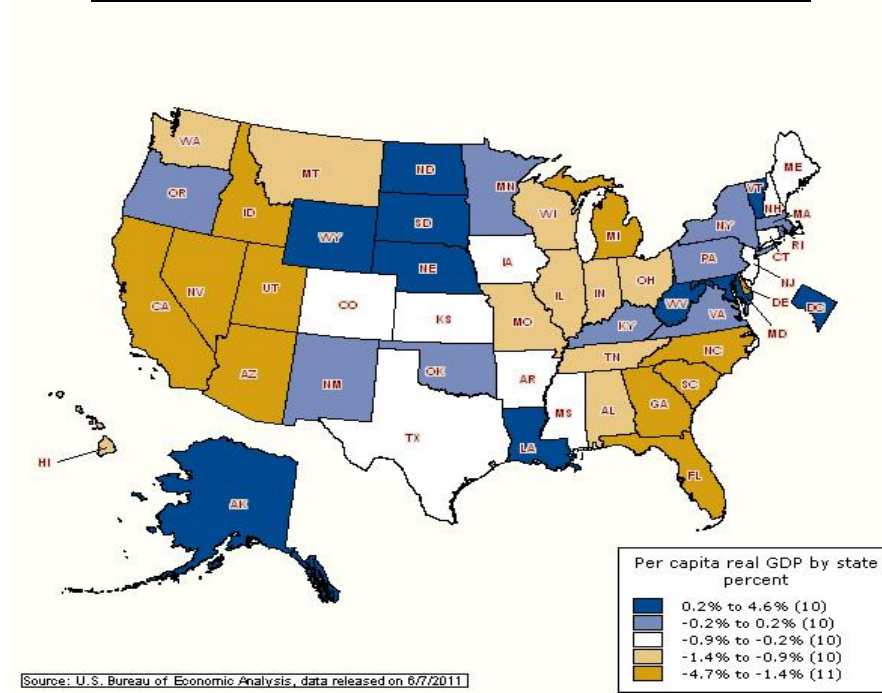 WA
MT
ND
MN
ME
VT
NH
MA
OR
ID
SD
WI
NY
RI
WY
MI
CT
IA
PA
NJ
NE
OH
NV
UT
IL
IN
DE
CA
CO
WV
DC
KS
MO
VA
MD
KY
NC
TN
AZ
OK
NM
AR
SC
MS
AL
GA
TX
LA
HI
FL
AK
Per capita real GDP by state
percent
0.2% to 4.6% (10)
-0.2% to 0.2% (10)
-0.9% to -0.2% (10)
-1.4% to -0.9% (10)
-4.7% to -1.4% (11)
Source: U.S. Bureau of Economic Analysis, data released on 6/7/2011